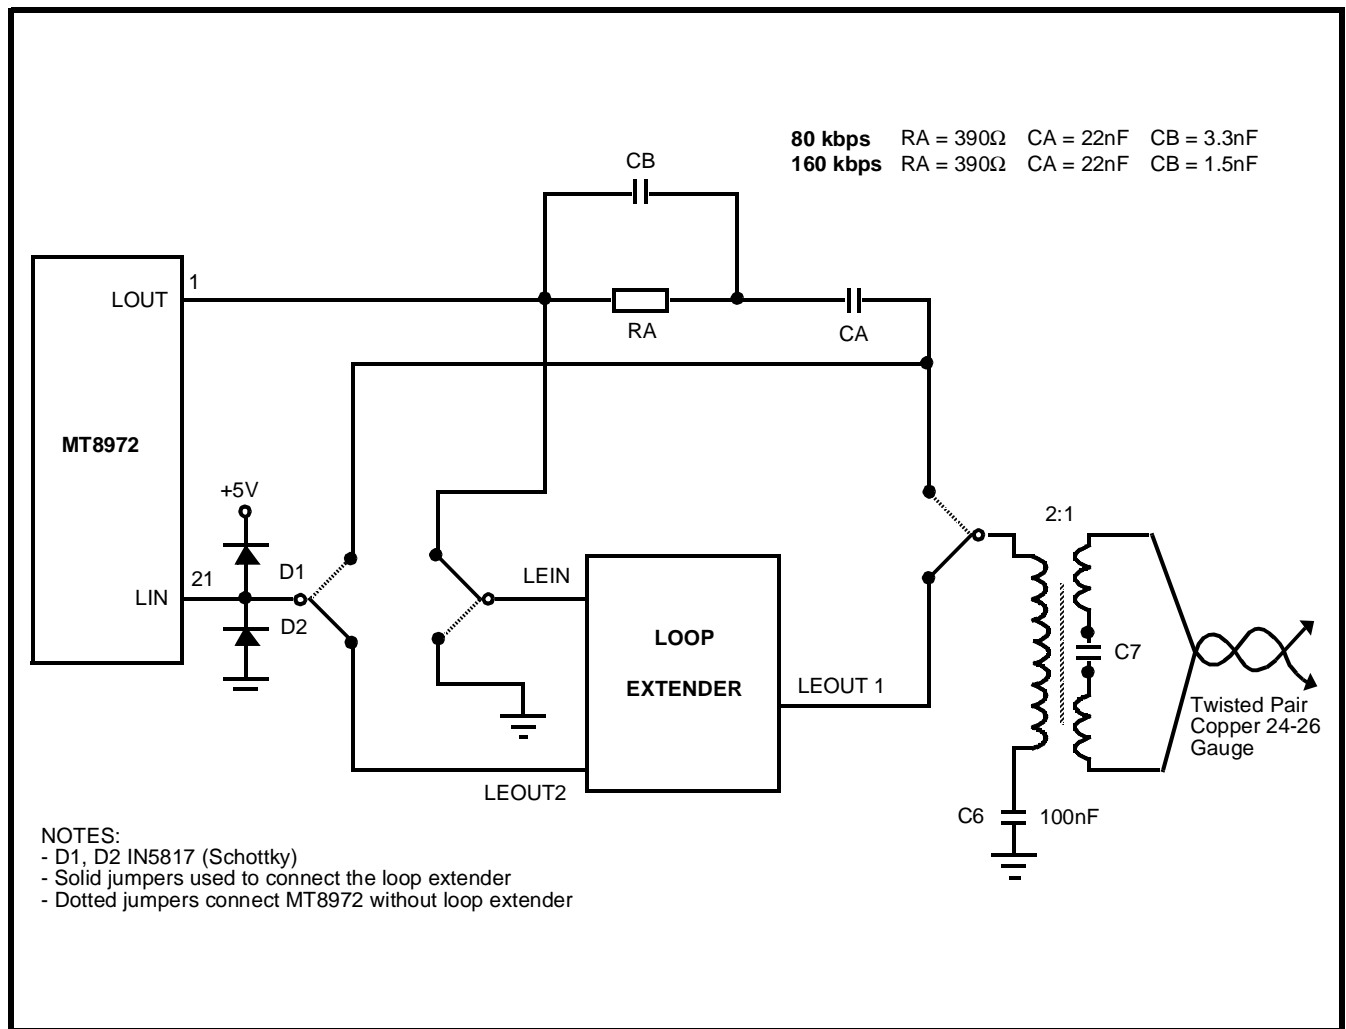 80 kbps RA = 390Ω CA = 22nF CB = 3.3nF
160 kbps RA = 390Ω CA = 22nF CB = 1.5nF
CB
1
LOUT
RA
CA
MT8972
+5V
2:1
21
D1
LEIN
LIN
D2
LOOP
EXTENDER
C7
LEOUT 1
Twisted Pair
Copper 24-26
Gauge
LEOUT2
C6 100nF
NOTES:
- D1, D2 IN5817 (Schottky)
- Solid jumpers used to connect the loop extender
- Dotted jumpers connect MT8972 without loop extender